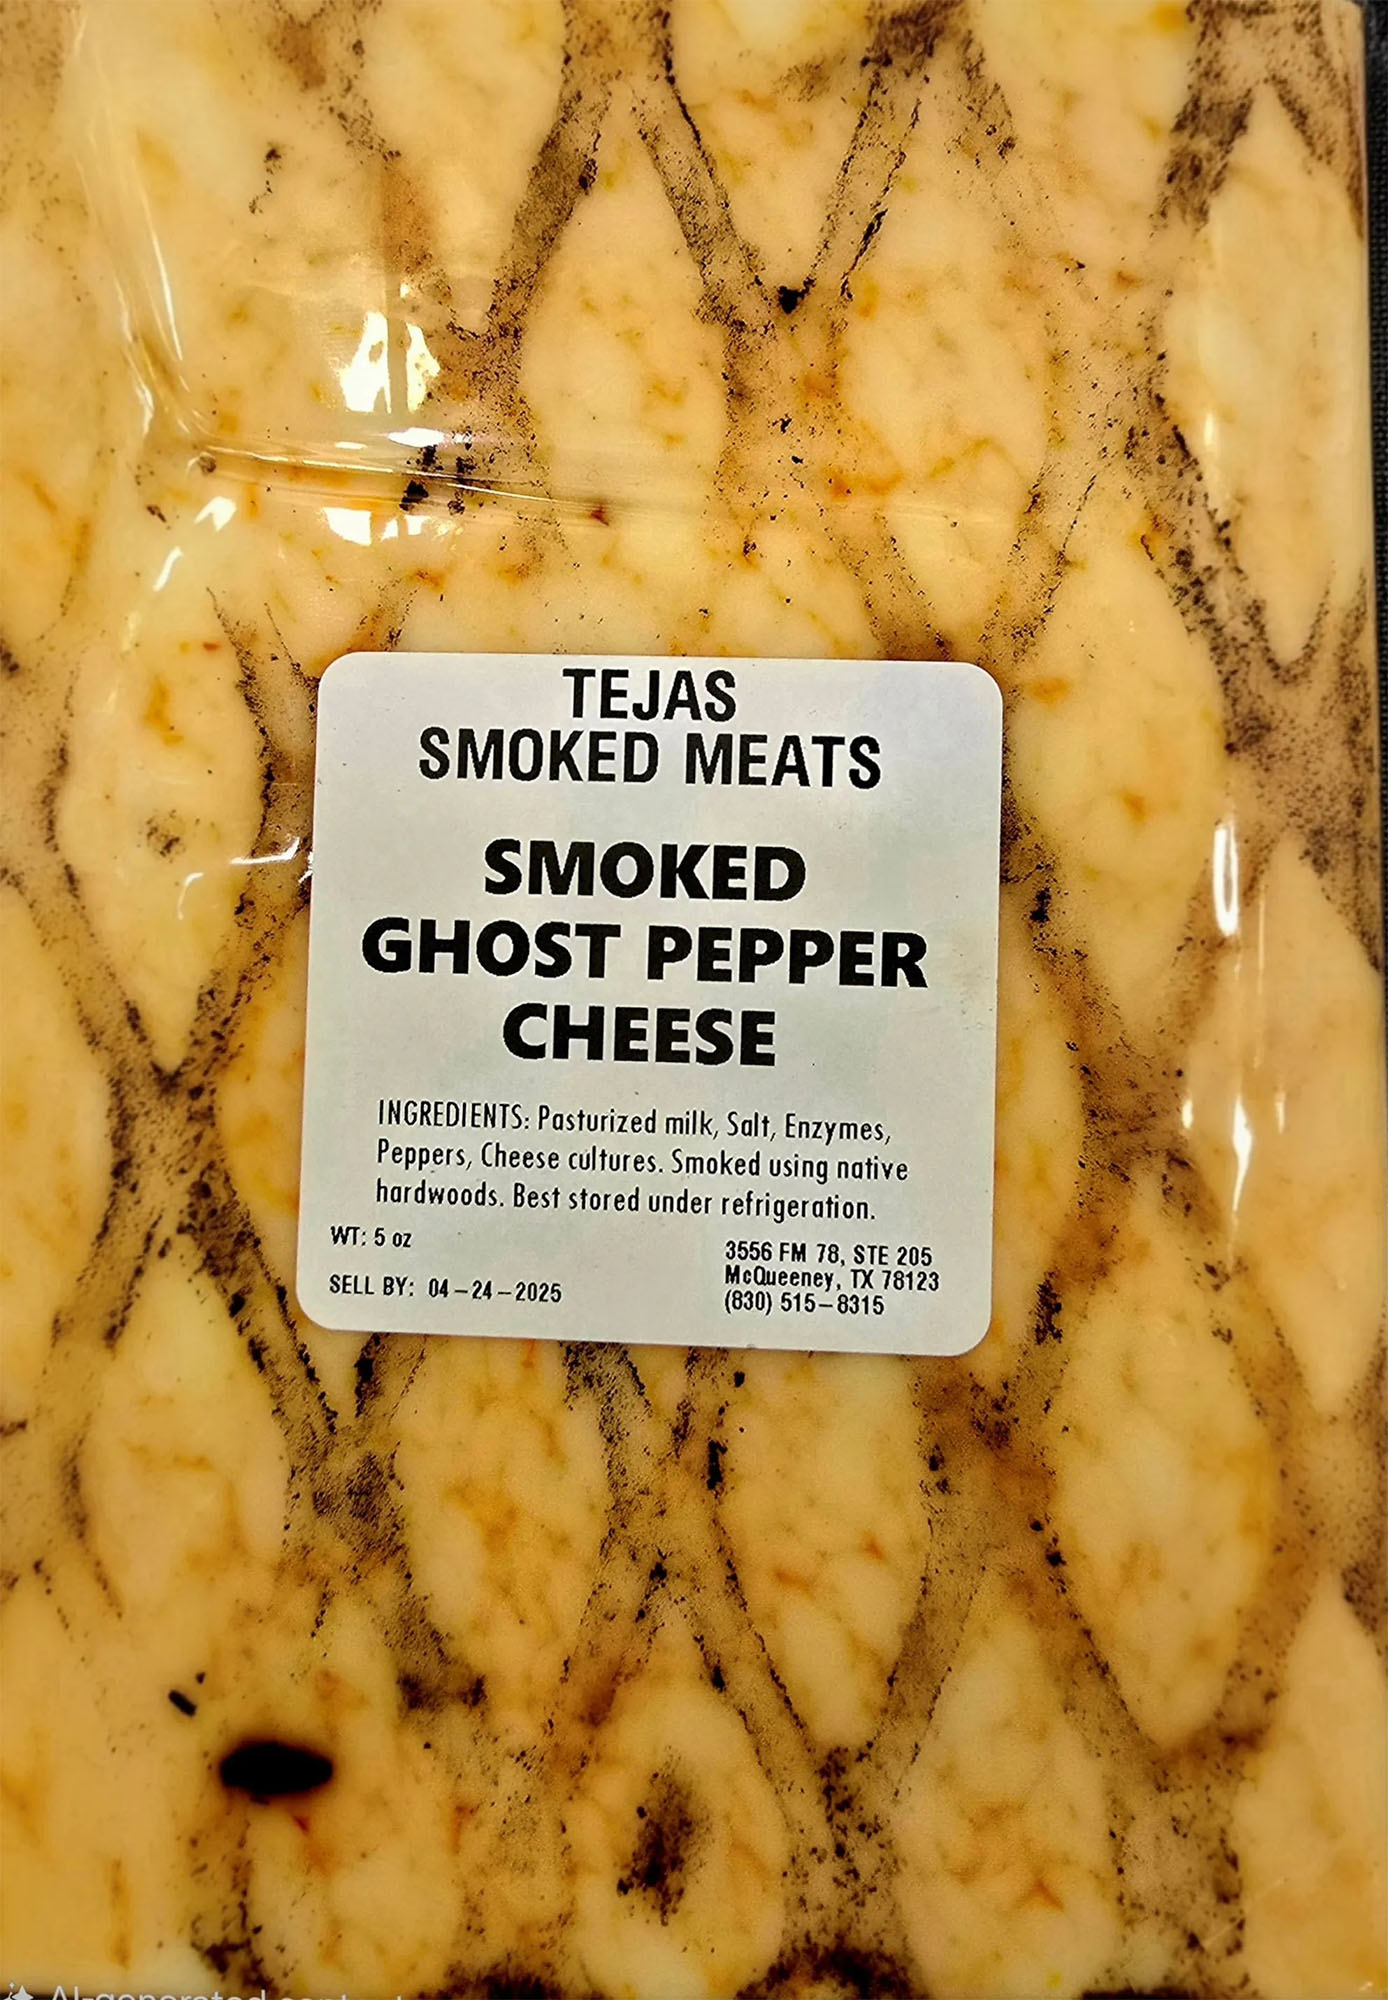 TEJAS
SMOKED MEATS
SMOKED
GHOST PEPPER
CHEESE
INGREDIENTS: Pasturized milk, Salt, Enzymes,
Peppers, Cheese cultures. Smoked using native
hardwoods. Best stored under refrigeration.
WT: 5 oz
SELL BY: 04-24-2025
3556 FM 78, STE 205
McQueeney, TX 78123
(830) 515-8315
AI-generated